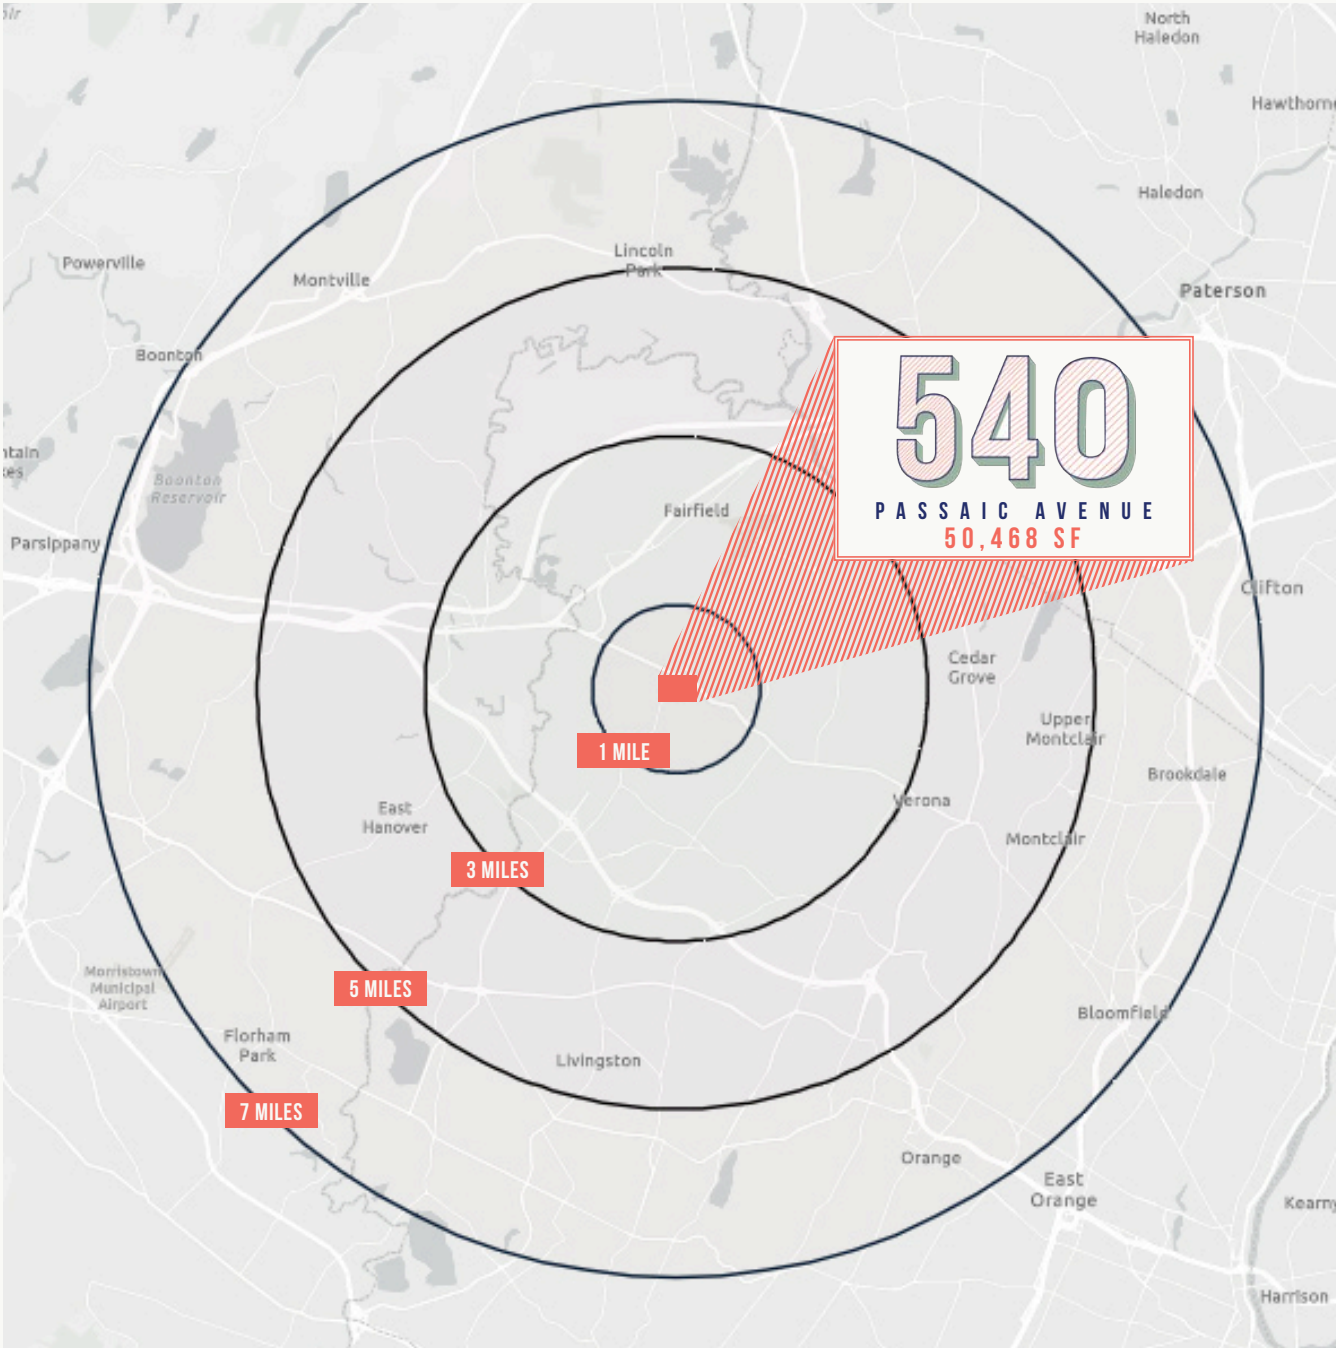 North
Haledon
Hawthorne
Haledon
Powerville
Lincoln
Park
Montville
Paterson
Boonton
540
PASSAIC AVENUE
50,468 SF
Boonton
Reservoir
Fairfield
Parsippany
Clifton
Cedar
Grove
Upper
Montclair
1 MILE
Brookdale
East
Hanover
Verona
Montclair
3 MILES
Morristown
Municipal
Airport
5 MILES
Bloomfield
Florham
Park
Livingston
7 MILES
Orange
East
Orange
Kearny
Harrison